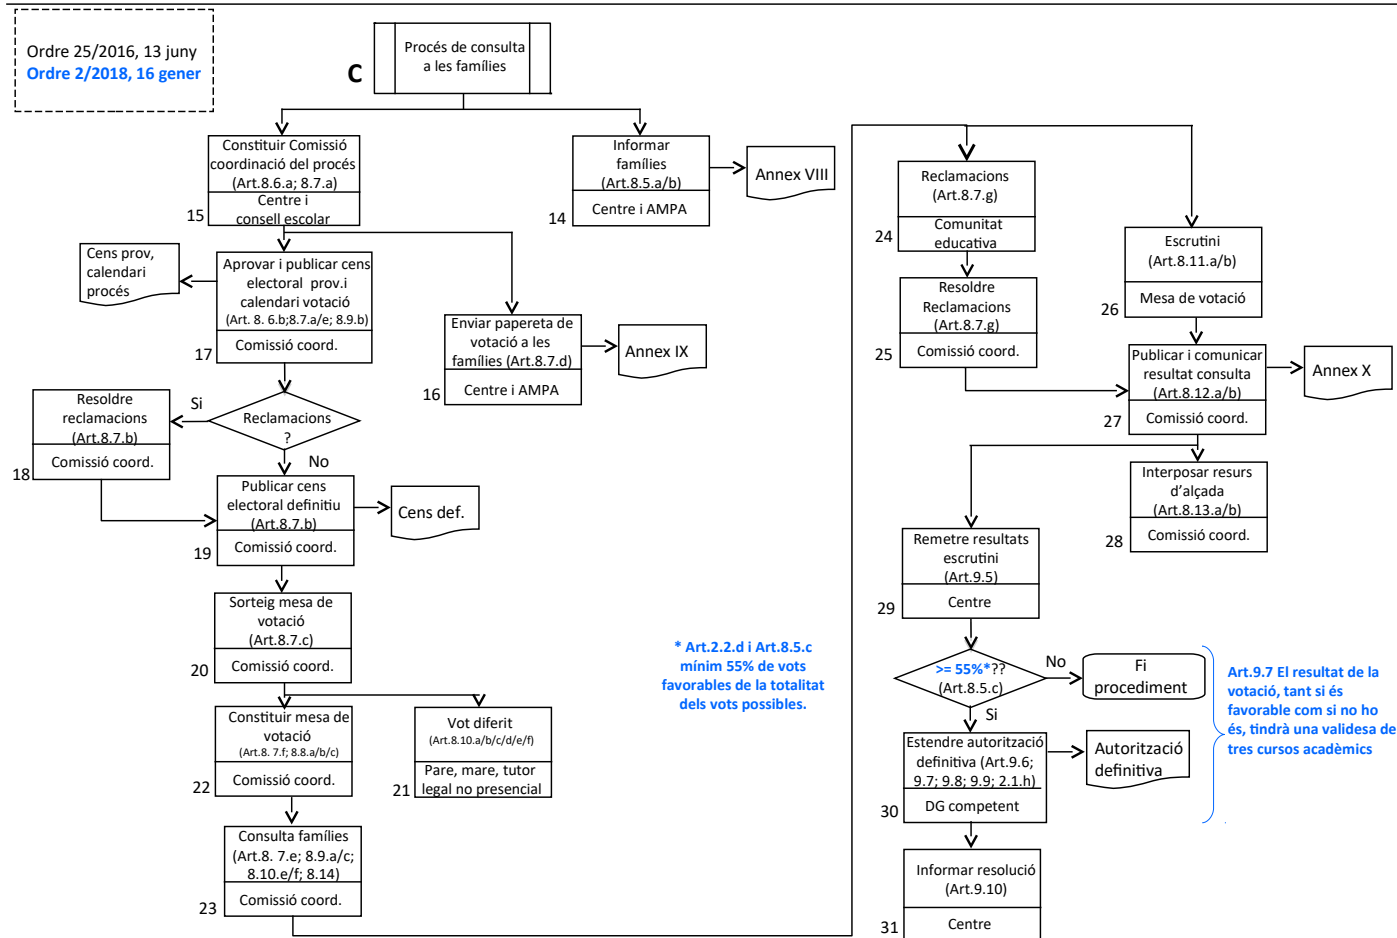 Ordre 25/2016, 13 juny
Ordre 2/2018, 16 gener
C
Procés de consulta
a les famílies
Constituir Comissió
coordinació del procés
(Art.8.6.a; 8.7.a)
Centre i
consell escolar
15
Informar
famílies
(Art.8.5.a/b)
Centre i AMPA
14
Annex VIII
Cens prov,
calendari
procés
Aprovar i publicar cens
electoral prov.i
calendari votació
(Art. 8. 6.b;8.7.a/e; 8.9.b)
Comissió coord.
17
Enviar papereta de
votació a les
famílies (Art.8.7.d)
Centre i AMPA
16
Annex IX
Reclamacions
?
Si
No
Resoldre
reclamacions
(Art.8.7.b)
Comissió coord.
18
Publicar cens
electoral definitiu
(Art.8.7.b)
Comissió coord.
19
Cens def.
Sorteig mesa de
votació
(Art.8.7.c)
Comissió coord.
20
Constituir mesa de
votació
(Art.8. 7.f; 8.8.a/b/c)
Comissió coord.
22
Vot diferit
(Art.8.10.a/b/c/d/e/f)
Pare, mare, tutor
legal no presencial
21
Consulta famílies
(Art.8. 7.e; 8.9.a/c;
8.10.e/f; 8.14)
Comissió coord.
23
Reclamacions
(Art.8.7.g)
Comunitat
educativa
24
Resoldre
Reclamacions
(Art.8.7.g)
Comissió coord.
25
Escrutini
(Art.8.11.a/b)
Mesa de votació
26
Publicar i comunicar
resultat consulta
(Art.8.12.a/b)
Comissió coord.
27
Annex X
Interposar resurs
d’alçada
(Art.8.13.a/b)
Comissió coord.
28
Remetre resultats
escrutini
(Art.9.5)
Centre
29
* Art.2.2.d i Art.8.5.c
mínim 55% de vots
favorables de la totalitat
dels vots possibles.
>= 55%*??
(Art.8.5.c)
No
Si
Fi
procediment
Art.9.7 El resultat de la
votació, tant si és
favorable com si no ho
és, tindrà una validesa de
tres cursos acadèmics
Estendre autorització
definitiva (Art.9.6;
9.7; 9.8; 9.9; 2.1.h)
DG competent
30
Autorització
definitiva
Informar resolució
(Art.9.10)
Centre
31